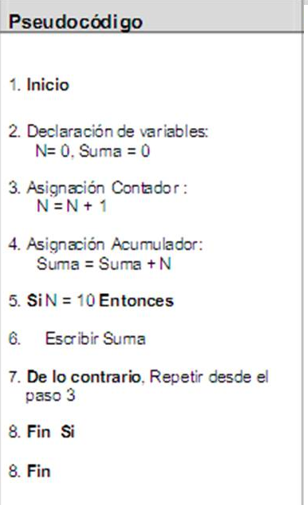 Pseudocódigo
1. Inicio
2. Declaración de variables:
N= 0, Suma = 0
3. Asignación Contador :
N = N + 1
4. Asignación Acumulador:
Suma = Suma + N
5. Si N = 10 Entonces
6. Escribir Suma
7. De lo contrario, Repetir desde el
paso 3
8. Fin Si
8. Fin